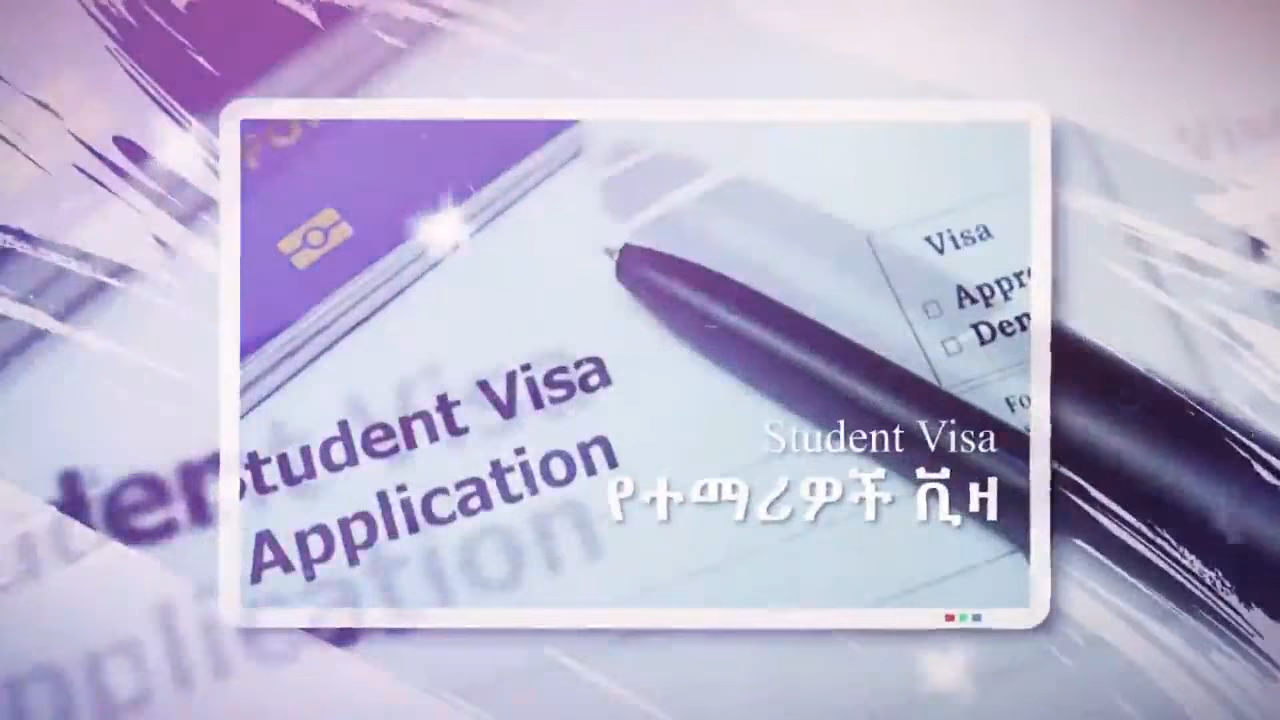 Visa
Student Visa
Application
Student Visa
የተማሪዎች ቪዛ